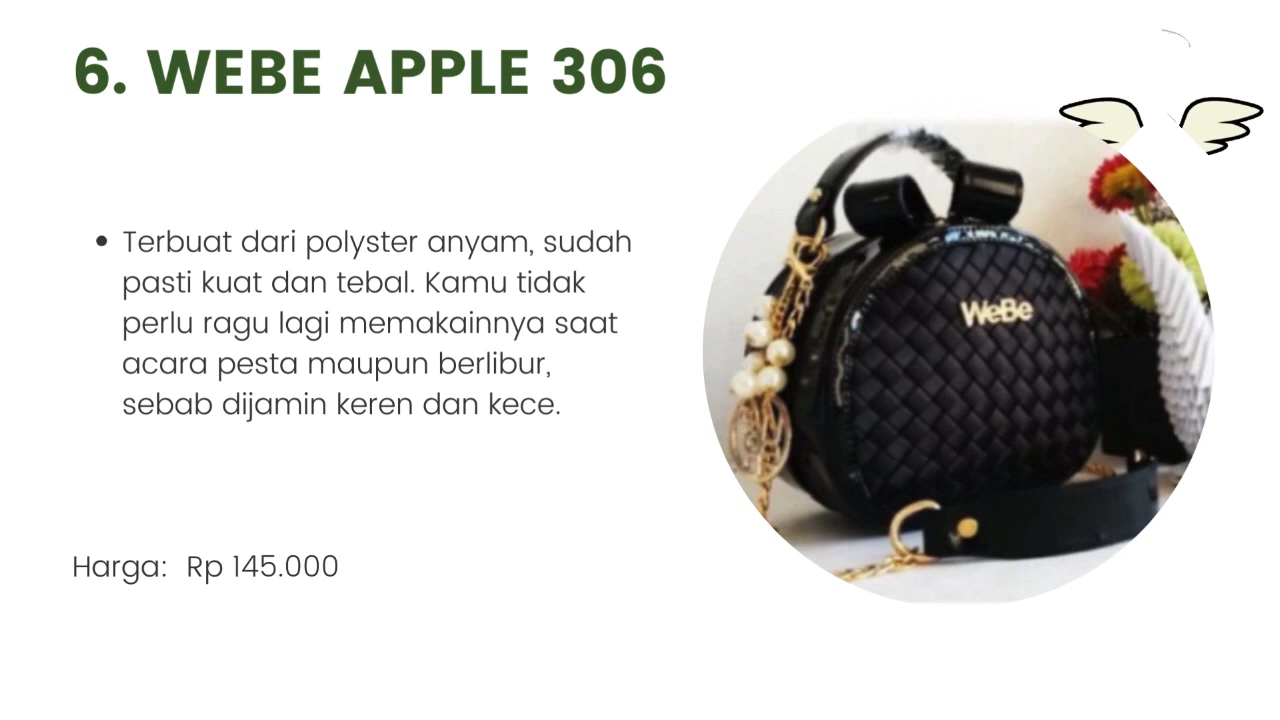 6. WEBE APPLE 306
• Terbuat dari polyster anyam, sudah
pasti kuat dan tebal. Kamu tidak
perlu ragu lagi memakainnya saat
acara pesta maupun berlibur,
sebab dijamin keren dan kece.
Harga: Rp 145.000
WeBe